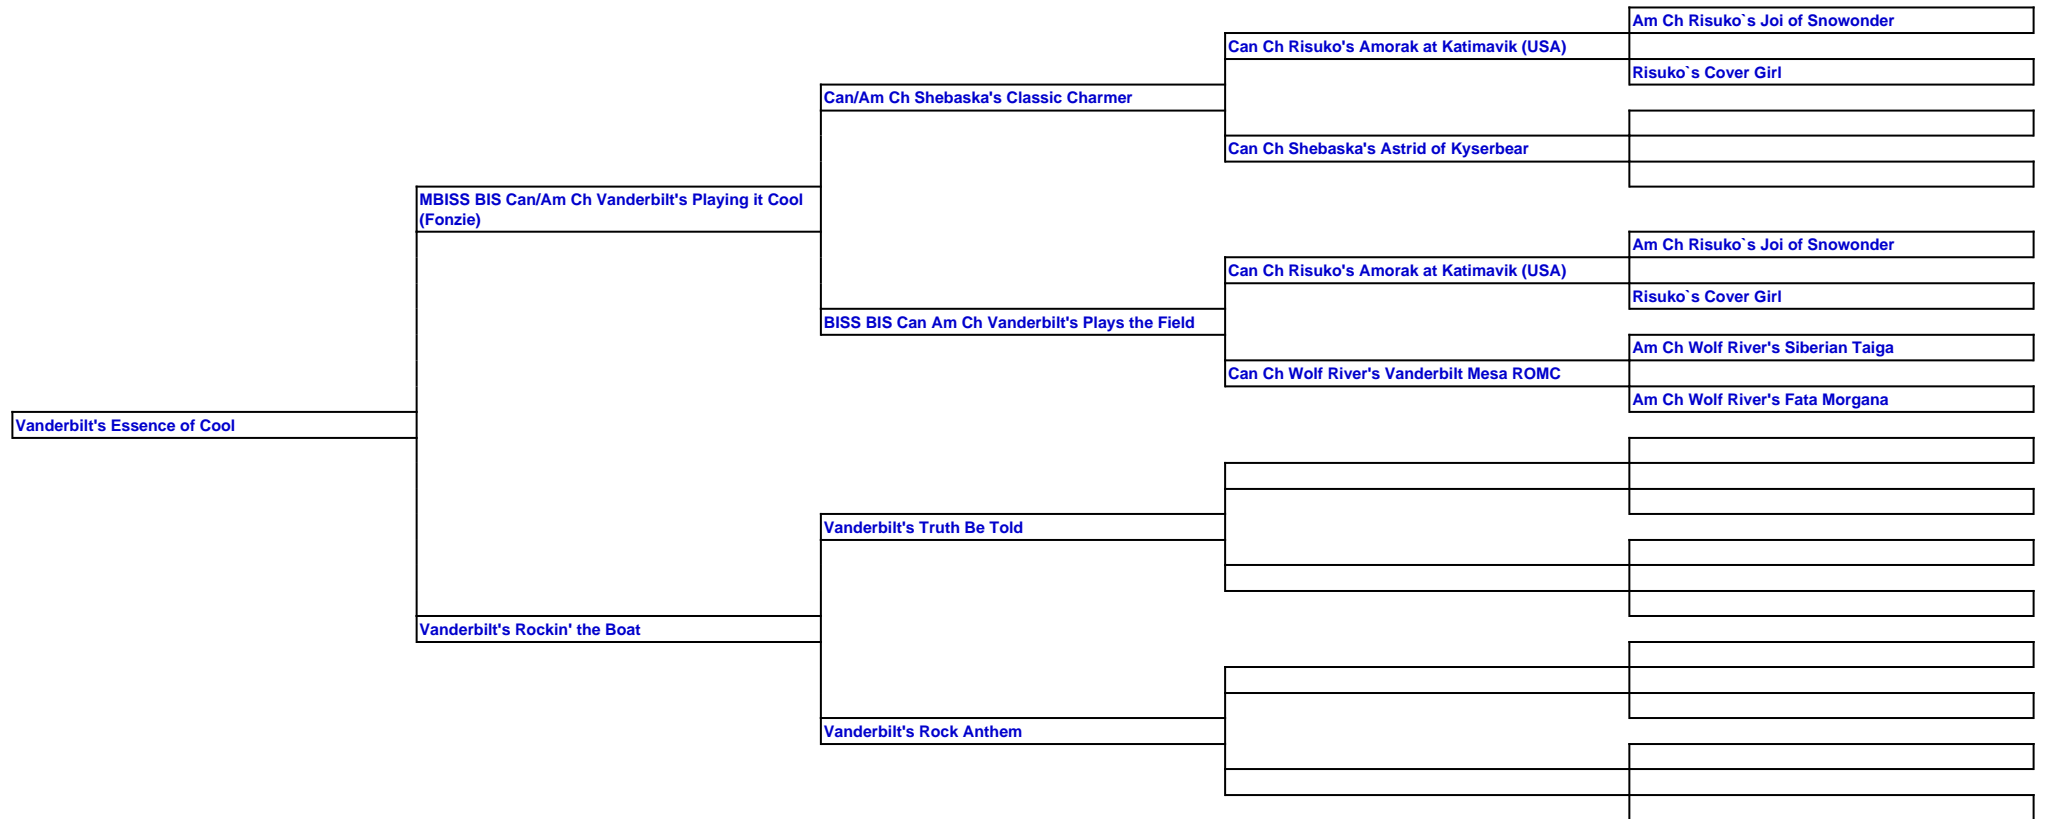 Am Ch Risuko`s Joi of Snowonder
Can Ch Risuko's Amorak at Katimavik (USA)
Risuko`s Cover Girl
Can/Am Ch Shebaska's Classic Charmer
Can Ch Shebaska's Astrid of Kyserbear
MBISS BIS Can/Am Ch Vanderbilt's Playing it Cool
(Fonzie)
Am Ch Risuko`s Joi of Snowonder
Can Ch Risuko's Amorak at Katimavik (USA)
Risuko`s Cover Girl
BISS BIS Can Am Ch Vanderbilt's Plays the Field
Am Ch Wolf River's Siberian Taiga
Can Ch Wolf River's Vanderbilt Mesa ROMC
Am Ch Wolf River's Fata Morgana
Vanderbilt's Essence of Cool
Vanderbilt's Truth Be Told
Vanderbilt's Rockin' the Boat
Vanderbilt's Rock Anthem